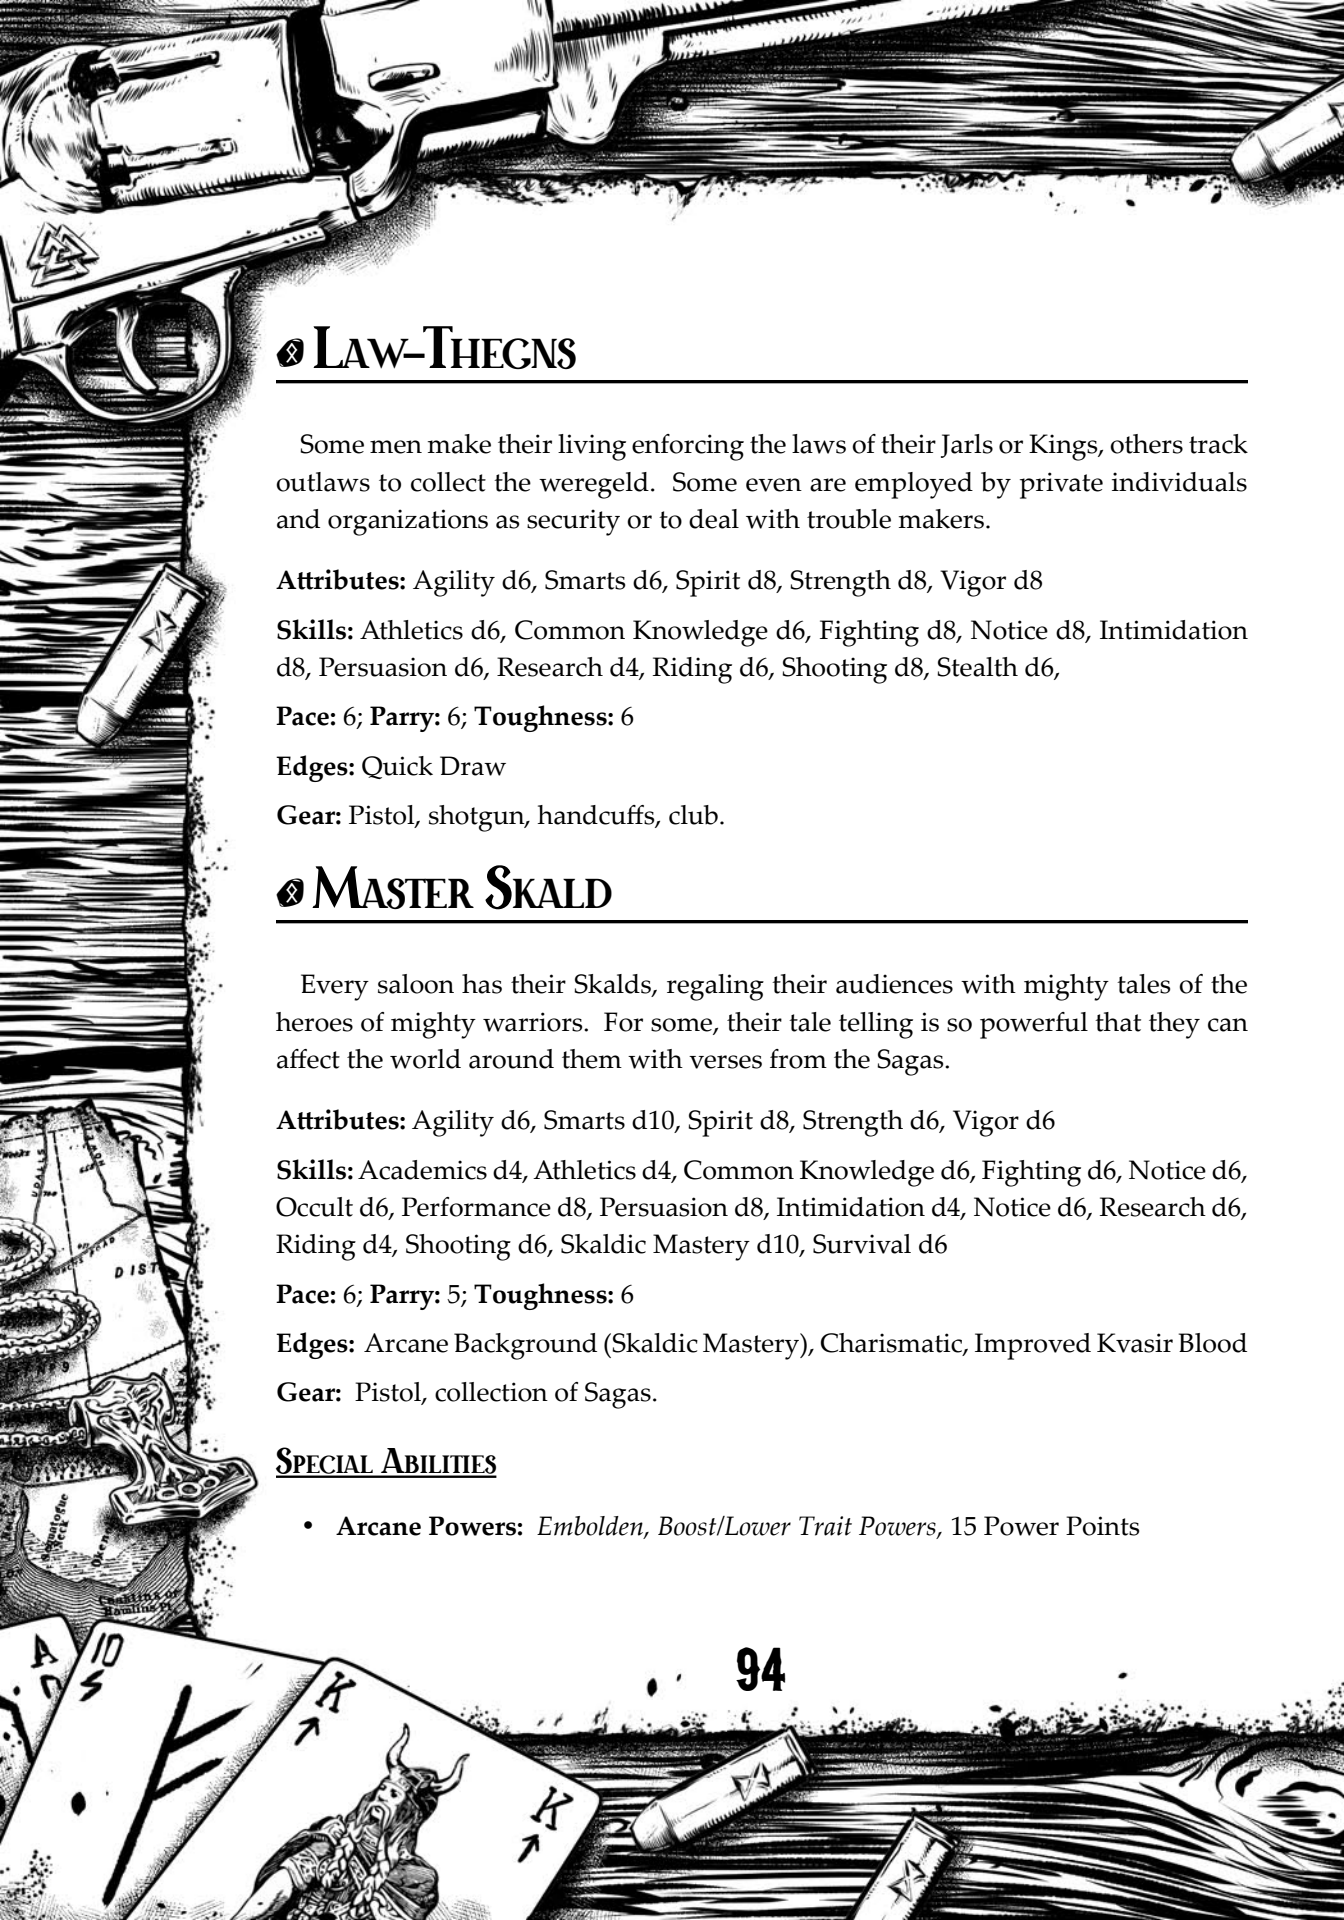 Law-Thegns
Some men make their living enforcing the laws of their Jarls or Kings, others track
outlaws to collect the weregeld.  Some even are employed by private individuals
and organizations as security or to deal with trouble makers.
Attributes: Agility d6, Smarts d6, Spirit d8, Strength d8, Vigor d8
Skills: Athletics d6, Common Knowledge d6, Fighting d8, Notice d8, Intimidation
d8, Persuasion d6, Research d4, Riding d6, Shooting d8, Stealth d6,
Pace: 6; Parry: 6; Toughness: 6
Edges: Quick Draw
Gear: Pistol, shotgun, handcuffs, club.
Master Skald
Every saloon has their Skalds, regaling their audiences with mighty tales of the
heroes of mighty warriors.  For some, their tale telling is so powerful that they can
affect the world around them with verses from the Sagas.
Attributes: Agility d6, Smarts d10, Spirit d8, Strength d6, Vigor d6
Skills: Academics d4, Athletics d4, Common Knowledge d6, Fighting d6, Notice d6,
Occult d6, Performance d8, Persuasion d8, Intimidation d4, Notice d6, Research d6,
Riding d4, Shooting d6, Skaldic Mastery d10, Survival d6
Pace: 6; Parry: 5; Toughness: 6
Edges:  Arcane Background (Skaldic Mastery), Charismatic, Improved Kvasir Blood
Gear:  Pistol, collection of Sagas.
Special Abilities
• Arcane Powers:  Embolden, Boost/Lower Trait Powers, 15 Power Points
DIST
A
10
K
K
94